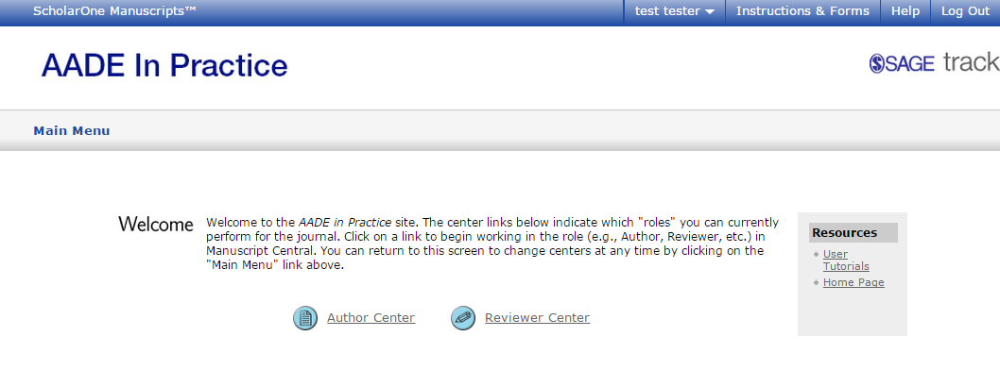 ScholarOne Manuscripts™ test tester Instructions & Forms Help Log Out
AADE In Practice
SAGE track
Main Menu
Welcome
Welcome to the AADE in Practice site. The center links below indicate which "roles" you can currently
perform for the journal. Click on a link to begin working in the role (e.g., Author, Reviewer, etc.) in
Manuscript Central. You can return to this screen to change centers at any time by clicking on the
"Main Menu" link above.
Author Center Reviewer Center
Resources
User
Tutorials
Home Page